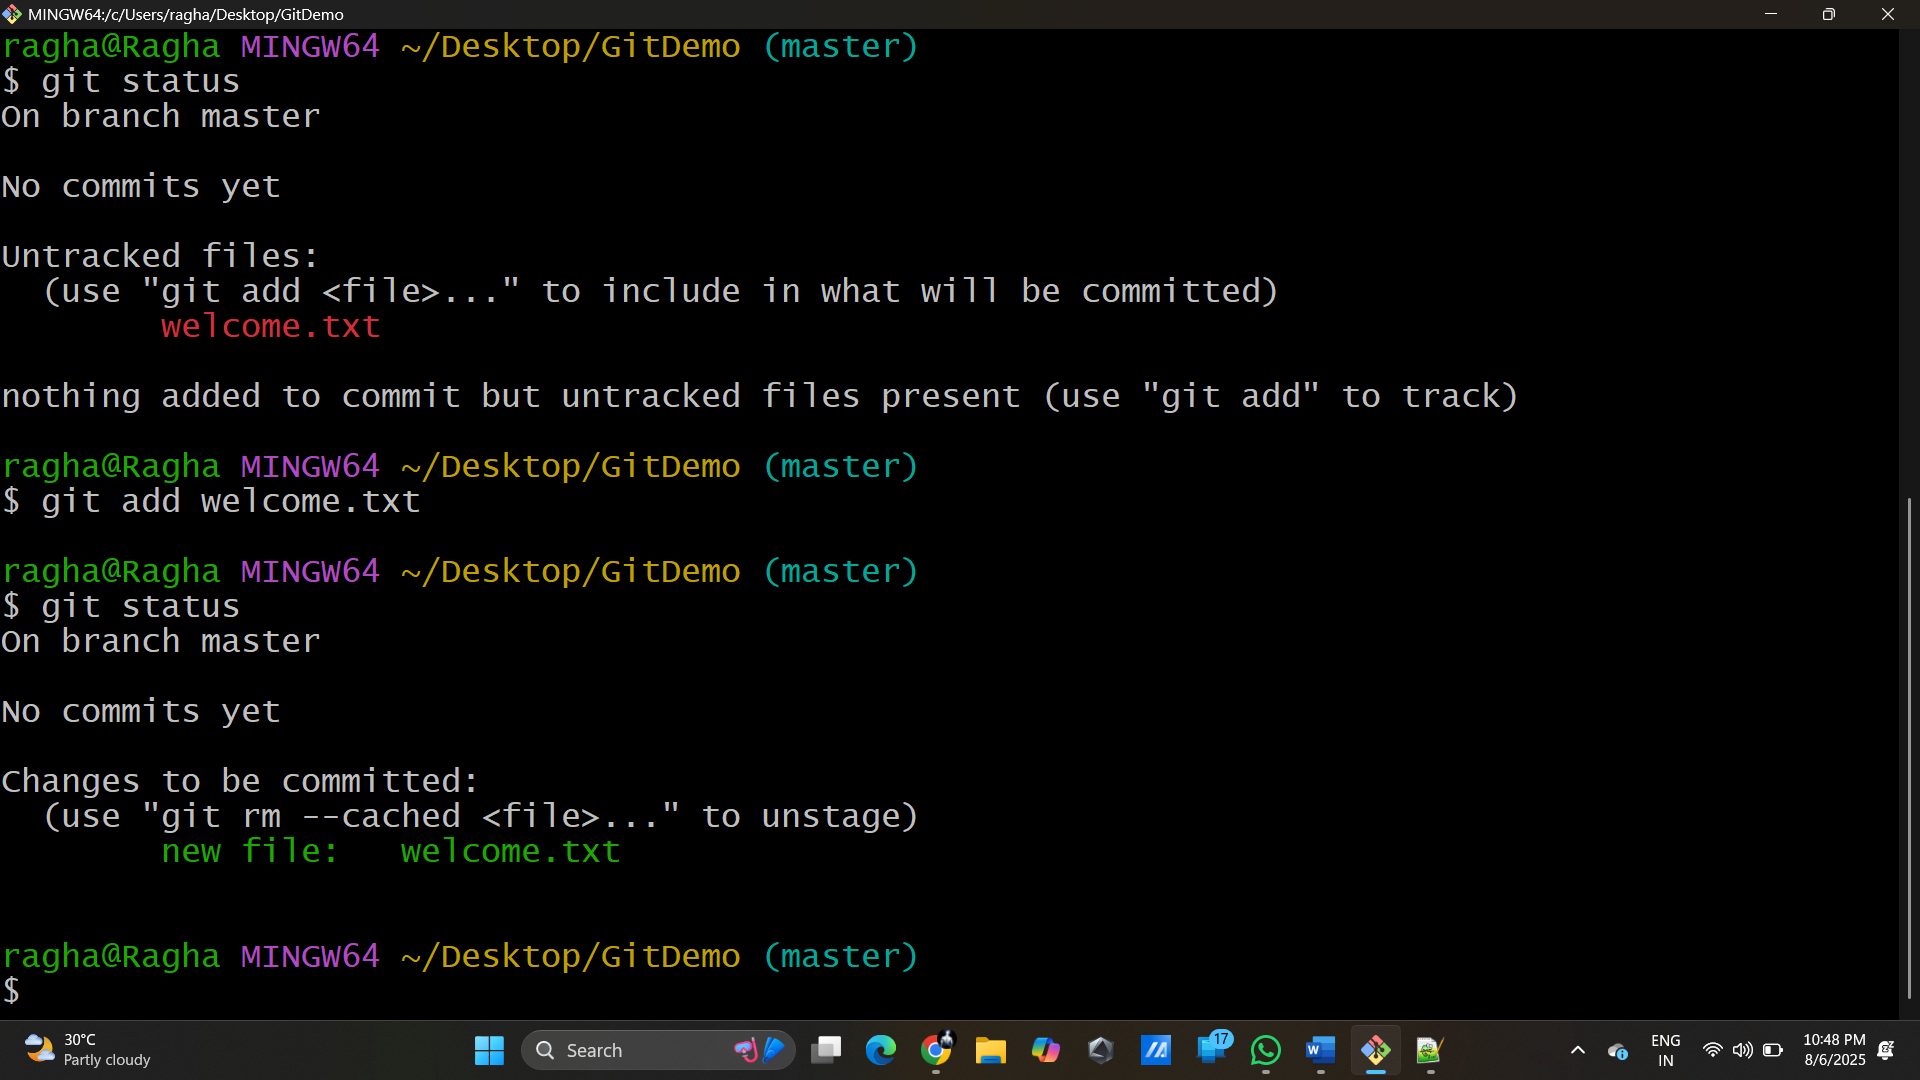 MINGW64:/c/Users/ragha/Desktop/GitDemo
ragha@Ragha MINGW64 ~/Desktop/GitDemo (master)
$ git status
On branch master

No commits yet

Untracked files:
  (use "git add <file>..." to include in what will be committed)
        welcome.txt

nothing added to commit but untracked files present (use "git add" to track)

ragha@Ragha MINGW64 ~/Desktop/GitDemo (master)
$ git add welcome.txt

ragha@Ragha MINGW64 ~/Desktop/GitDemo (master)
$ git status
On branch master

No commits yet

Changes to be committed:
  (use "git rm --cached <file>..." to unstage)
        new file:   welcome.txt


ragha@Ragha MINGW64 ~/Desktop/GitDemo (master)
$
30°C
Partly cloudy
Search
17
W
ENG
IN
10:48 PM
8/6/2025